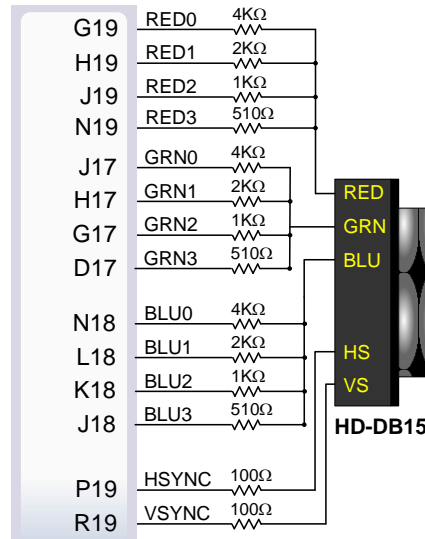 G19 RED0 4KΩ
H19 RED1 2KΩ
J19 RED2 1KΩ
N19 RED3 510Ω
J17 GRN0 4KΩ
H17 GRN1 2KΩ
G17 GRN2 1KΩ
D17 GRN3 510Ω
N18 BLU0 4KΩ
L18 BLU1 2KΩ
K18 BLU2 1KΩ
J18 BLU3 510Ω
P19 HSYNC 100Ω
R19 VSYNC 100Ω
RED
GRN
BLU
HS
VS
HD-DB15